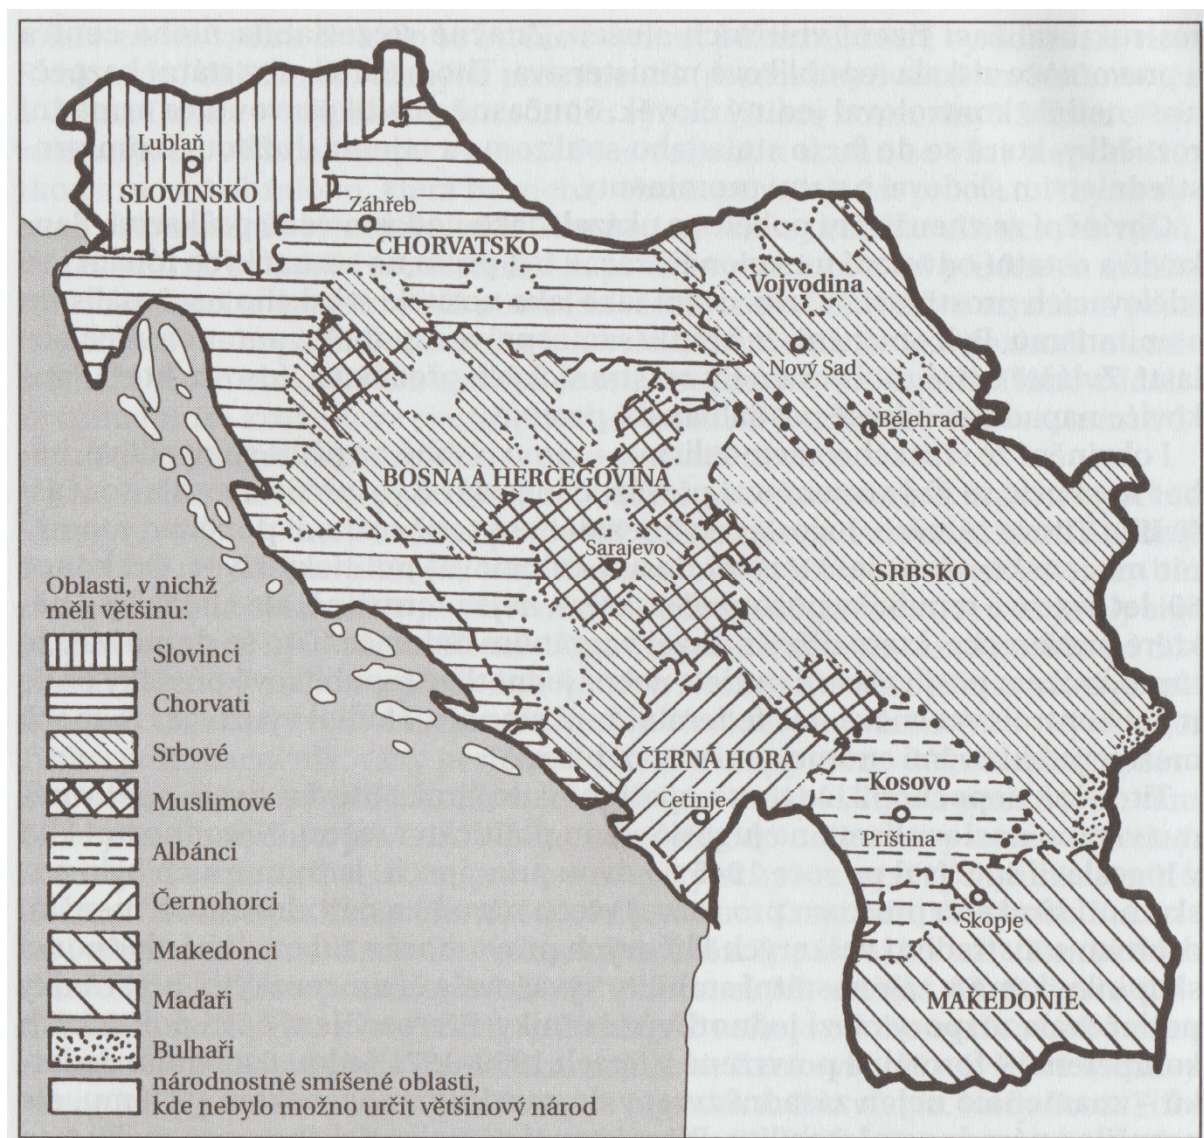 Lublaň
SLOVINSKO
Záhřeb
CHORVATSKO
Vojvodina
Nový Sad
Bělehrad
BOSNA A HERCEGOVINA
Sarajevo
SRBSKO
ČERNÁ HORA
Cetinje
Kosovo
Priština
Skopje
MAKEDONIE
Oblasti, v nichž
měli většinu:
Slovinci
Chorvati
Srbové
Muslimové
Albánci
Černohorci
Makedonci
Maďaři
Bulhaři
národnostně smíšené oblasti,
kde nebylo možno určit většinový národ